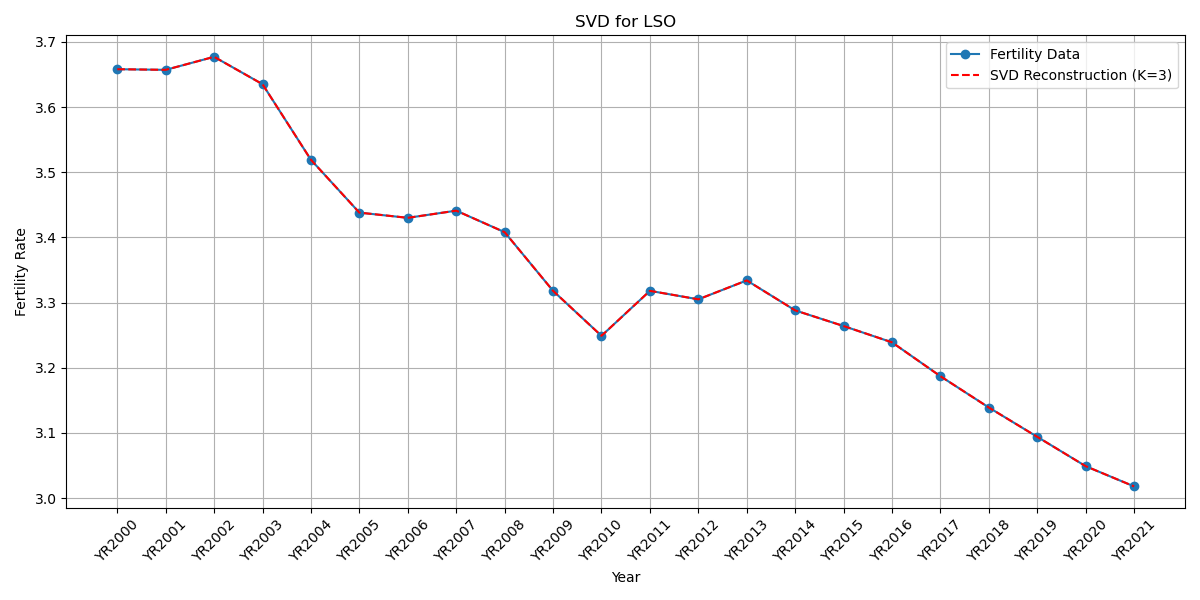 SVD for LSO
Fertility Data
SVD Reconstruction (K=3)
Fertility Rate
3.7
3.6
3.5
3.4
3.3
3.2
3.1
3.0
YR2000
YR2001
YR2002
YR2003
YR2004
YR2005
YR2006
YR2007
YR2008
YR2009
YR2010
YR2011
YR2012
YR2013
YR2014
YR2015
YR2016
YR2017
YR2018
YR2019
YR2020
YR2021
Year